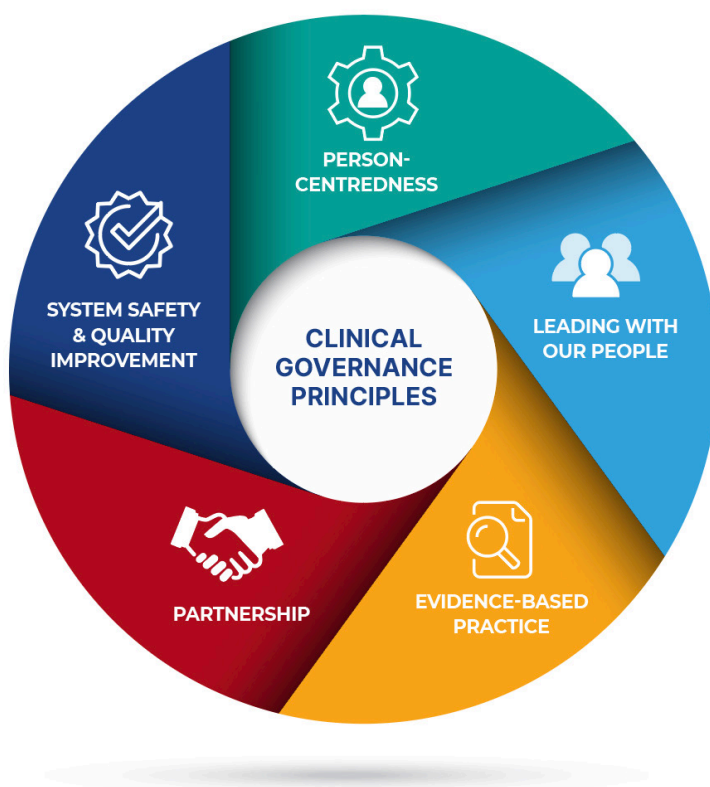 PERSON-
CENTREDNESS
LEADING WITH
OUR PEOPLE
EVIDENCE-BASED
PRACTICE
PARTNERSHIP
SYSTEM SAFETY
& QUALITY
IMPROVEMENT
CLINICAL
GOVERNANCE
PRINCIPLES